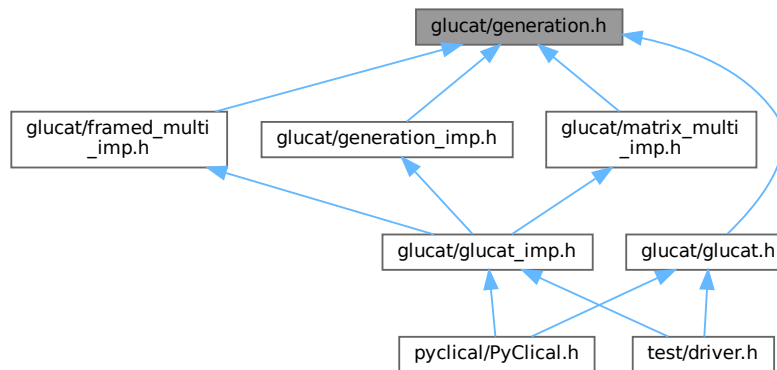 glucat/generation.h
glucat/framed_multi
_imp.h
glucat/generation_imp.h
glucat/matrix_multi
_imp.h
glucat/glucat_imp.h
glucat/glucat.h
pyclical/PyClical.h
test/driver.h